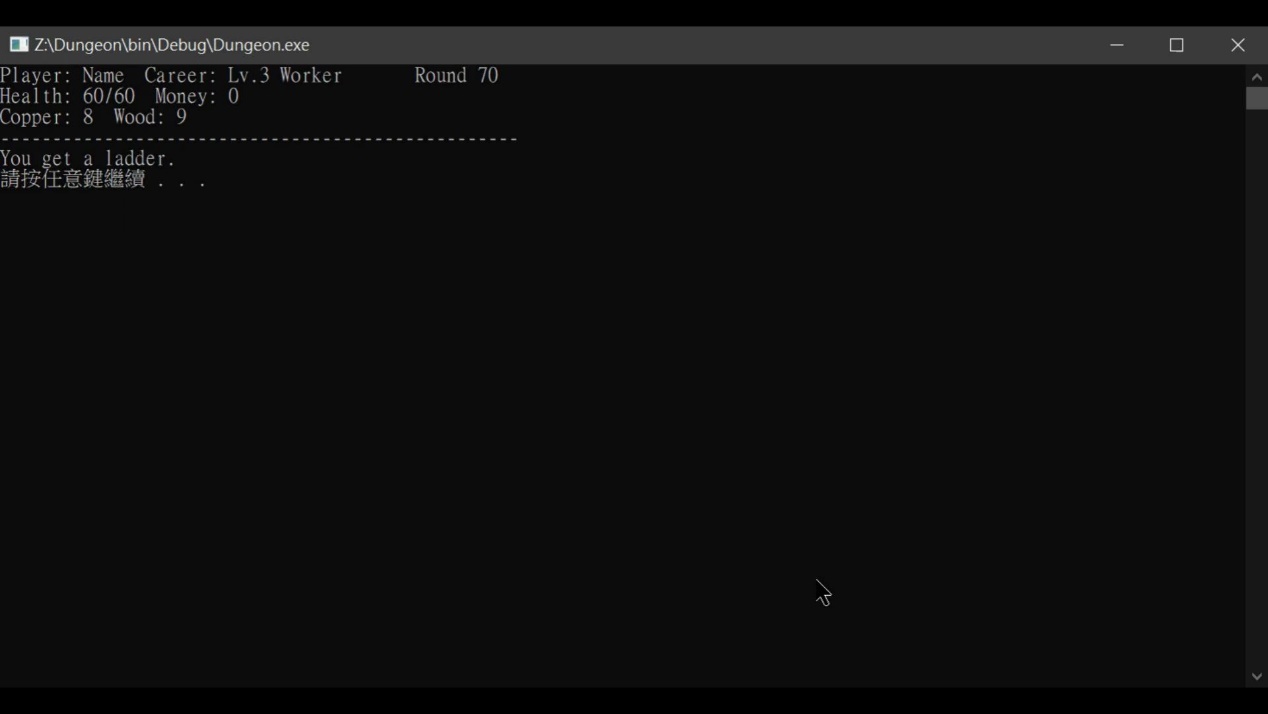 Z:\Dungeon\bin\Debug\Dungeon.exe
Player: Name  Career: Lv.3 Worker       Round 70
Health: 60/60  Money: 0
Copper: 8  Wood: 9
--------------------------------------------------
You get a ladder.
請按任意鍵繼續 . . .